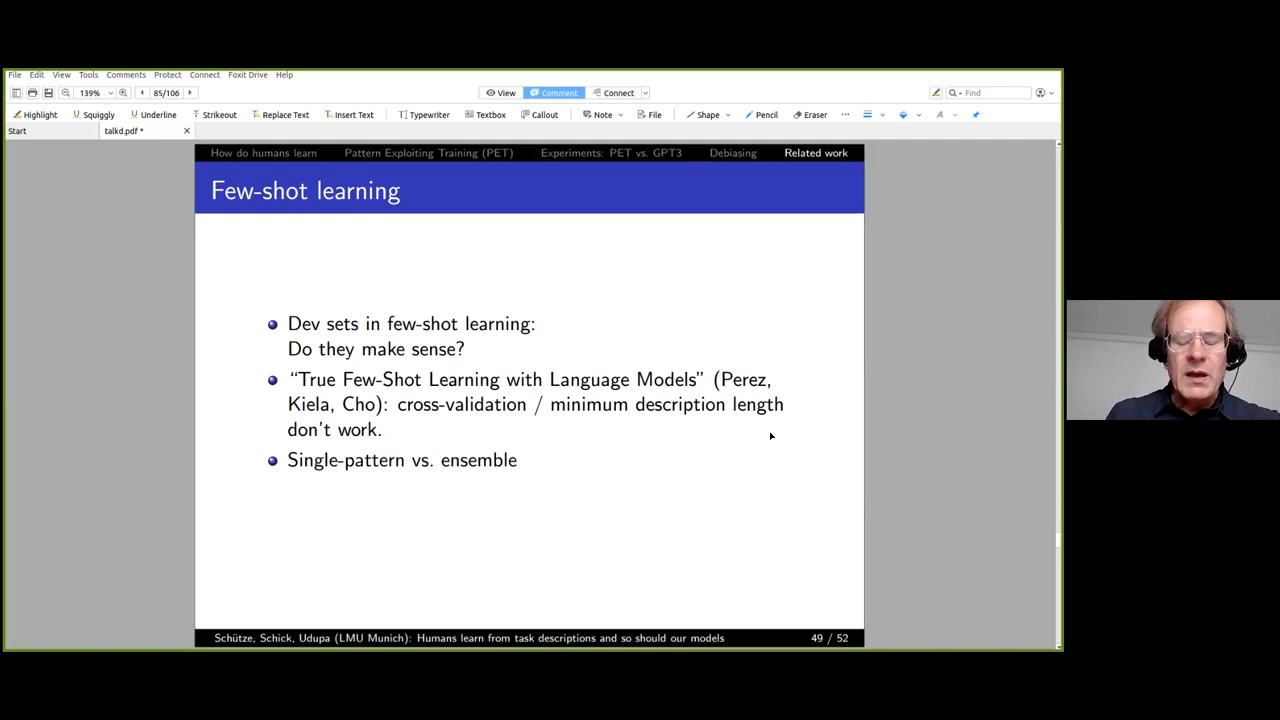 File Edit View Tools Comments Protect Connect Foxit Drive Help
139% 85/106 View Comment Connect Find
Highlight Squiggly Underline Strikeout Replace Text Insert Text Typewriter Textbox Callout Note File Shape Pencil Eraser
Start talkd.pdf *
How do humans learn Pattern Exploiting Training (PET) Experiments: PET vs. GPT3 Debiasing Related work
Few-shot learning
Dev sets in few-shot learning:
Do they make sense?
“True Few-Shot Learning with Language Models” (Perez,
Kiela, Cho): cross-validation / minimum description length
don't work.
Single-pattern vs. ensemble
Schütze, Schick, Udupa (LMU Munich): Humans learn from task descriptions and so should our models 49 / 52